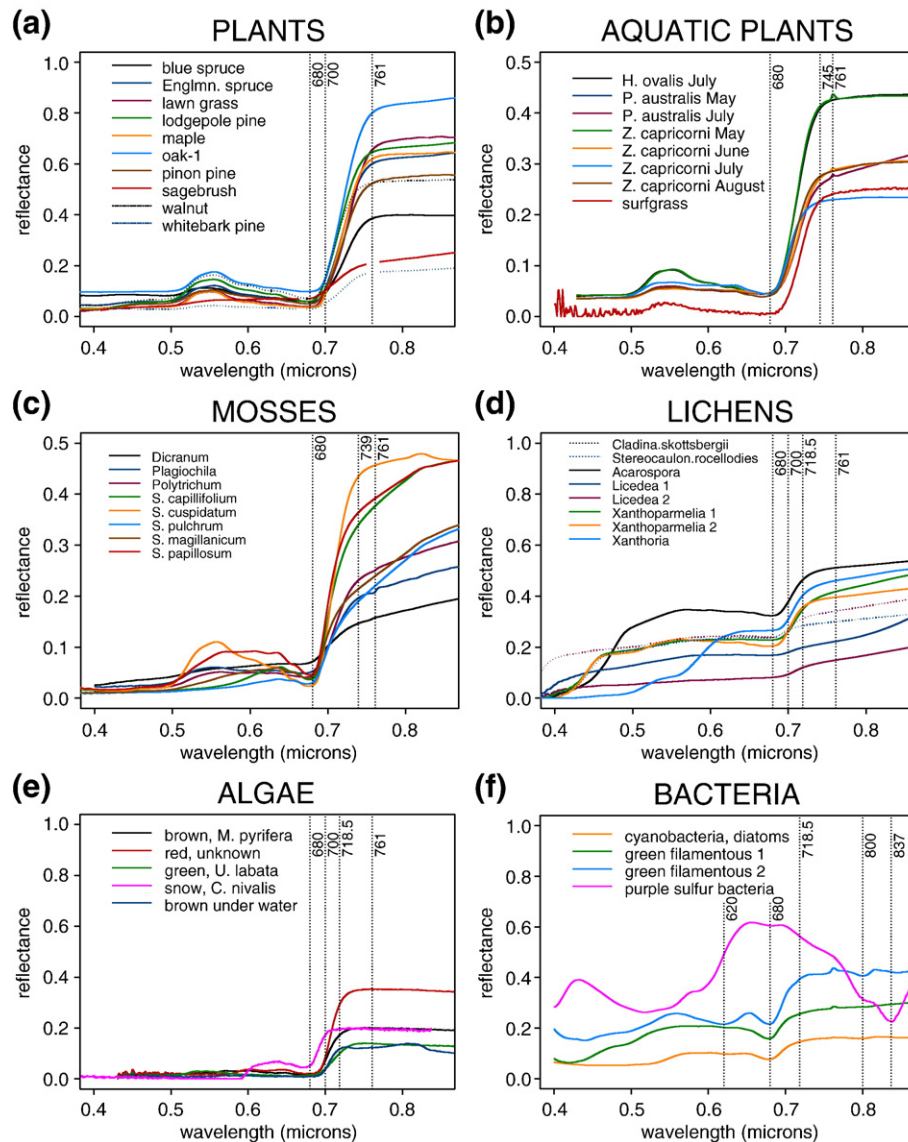 (a)
PLANTS
reflectance
1.0
0.8
0.6
0.4
0.2
0.0
blue spruce
Englmn. spruce
lawn grass
lodgepole pine
maple
oak-1
pinon pine
sagebrush
walnut
whitebark pine
680
700
761
0.4 0.5 0.6 0.7 0.8
wavelength (microns)
(b)
AQUATIC PLANTS
reflectance
0.5
0.4
0.3
0.2
0.1
0.0
H. ovalis July
P. australis May
P. australis July
Z. capricorni May
Z. capricorni June
Z. capricorni July
Z. capricorni August
surfgrass
680
745
761
0.4 0.5 0.6 0.7 0.8
wavelength (microns)
(c)
MOSSES
reflectance
0.5
0.4
0.3
0.2
0.1
0.0
Dicranum
Plagiochila
Polytrichum
S. capillifolium
S. cuspidatum
S. pulchrum
S. magillanicum
S. papillosum
680
739
761
0.4 0.5 0.6 0.7 0.8
wavelength (microns)
(d)
LICHENS
reflectance
1.0
0.8
0.6
0.4
0.2
0.0
Cladina.skottsbergii
Stereocaulon.rocellodies
Acarospora
Licedea 1
Licedea 2
Xanthoparmelia 1
Xanthoparmelia 2
Xanthoria
680
700
718.5
761
0.4 0.5 0.6 0.7 0.8
wavelength (microns)
(e)
ALGAE
reflectance
1.0
0.8
0.6
0.4
0.2
0.0
brown, M. pyrifera
red, unknown
green, U. labata
snow, C. nivalis
brown under water
680
700
718.5
761
0.4 0.5 0.6 0.7 0.8
wavelength (microns)
(f)
BACTERIA
reflectance
1.0
0.8
0.6
0.4
0.2
0.0
cyanobacteria, diatoms
green filamentous 1
green filamentous 2
purple sulfur bacteria
620
680
718.5
800
837
0.4 0.5 0.6 0.7 0.8
wavelength (microns)